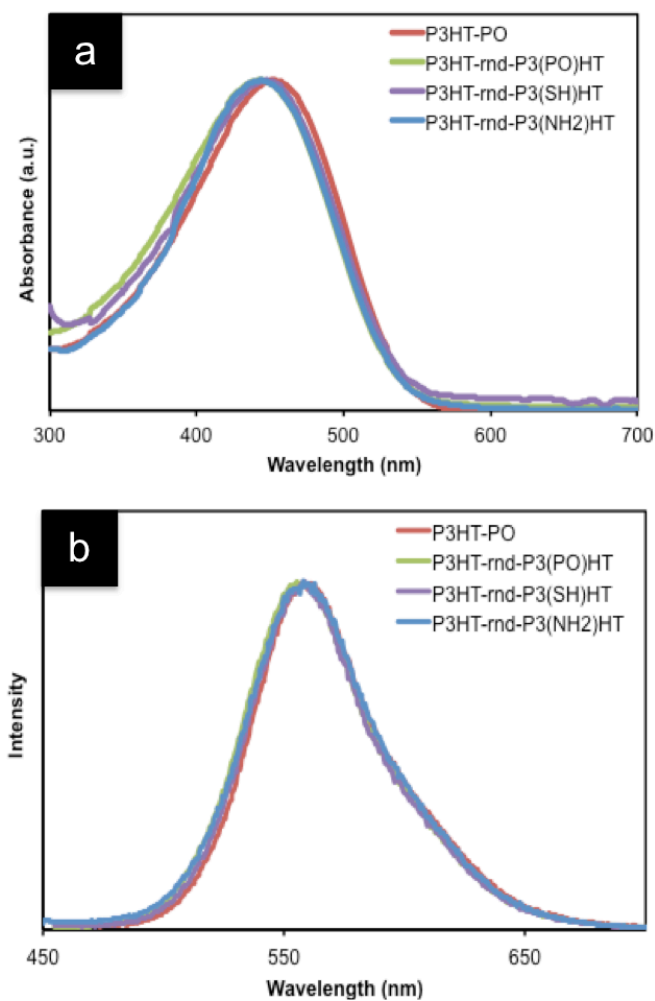 a
P3HT-PO
P3HT-rnd-P3(PO)HT
P3HT-rnd-P3(SH)HT
P3HT-rnd-P3(NH2)HT
Absorbance (a.u.)
300 400 500 600 700
Wavelength (nm)
b
P3HT-PO
P3HT-rnd-P3(PO)HT
P3HT-rnd-P3(SH)HT
P3HT-rnd-P3(NH2)HT
Intensity
450 550 650
Wavelength (nm)